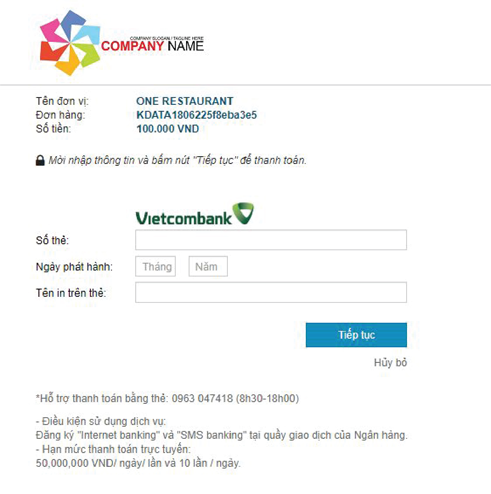 COMPANY SLOGAN / TAGLINE HERE
COMPANY NAME
Tên đơn vị: ONE RESTAURANT
Đơn hàng: KDATA1806225f8eba3e5
Số tiền: 100.000 VND
Mời nhập thông tin và bấm nút "Tiếp tục" để thanh toán.
Vietcombank
Số thẻ:
Ngày phát hành: Tháng Năm
Tên in trên thẻ:
Tiếp tục
Hủy bỏ
*Hỗ trợ thanh toán bằng thẻ: 0963 047418 (8h30-18h00)
- Điều kiện sử dụng dịch vụ:
Đăng ký "Internet banking" và "SMS banking" tại quầy giao dịch của Ngân hàng.
- Hạn mức thanh toán trực tuyến:
50,000,000 VND/ ngày/ lần và 10 lần / ngày.